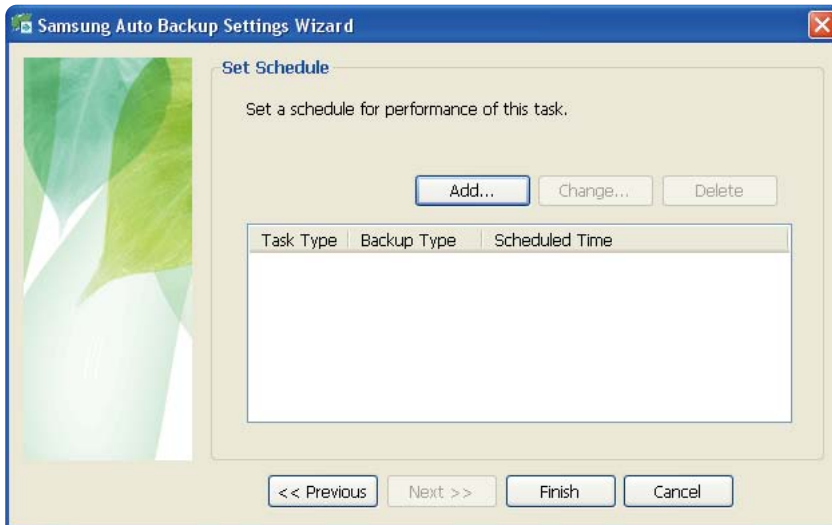 Samsung Auto Backup Settings Wizard
Set Schedule
Set a schedule for performance of this task.
Add... Change... Delete
Task Type Backup Type Scheduled Time
<< Previous Next >> Finish Cancel